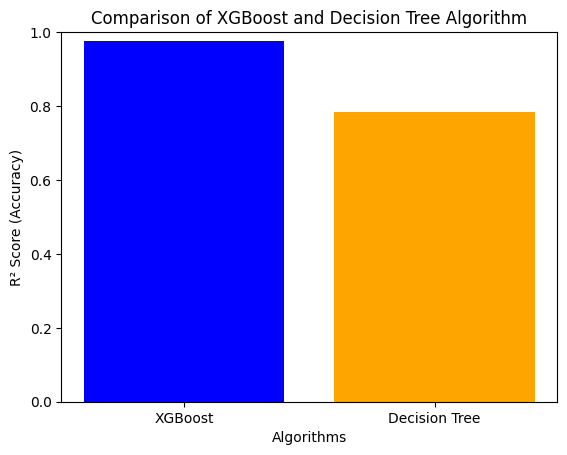 Comparison of XGBoost and Decision Tree Algorithm
1.0
0.8
0.6
0.4
0.2
0.0
R² Score (Accuracy)
XGBoost
Decision Tree
Algorithms